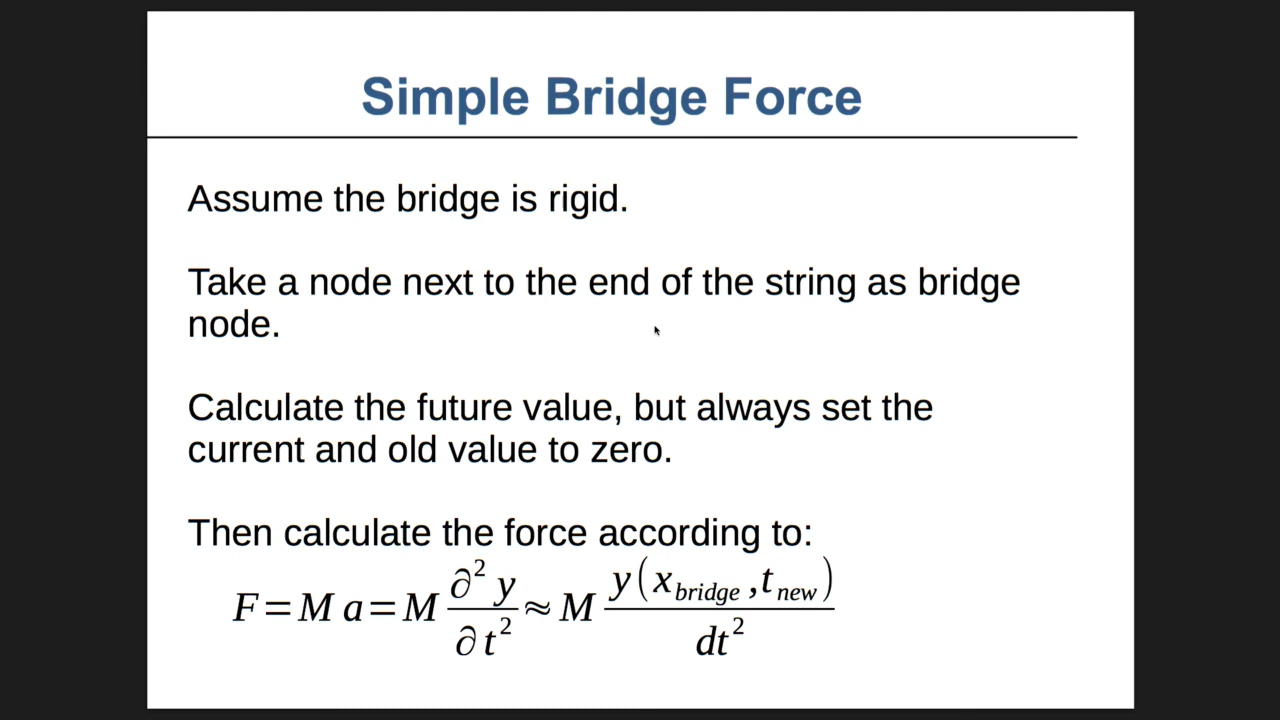 Simple Bridge Force
Assume the bridge is rigid.
Take a node next to the end of the string as bridge
node.
Calculate the future value, but always set the
current and old value to zero.
Then calculate the force according to:
F=M a=M ∂² y / ∂ t² ≈ M y(x_bridge ,t_new) / dt²